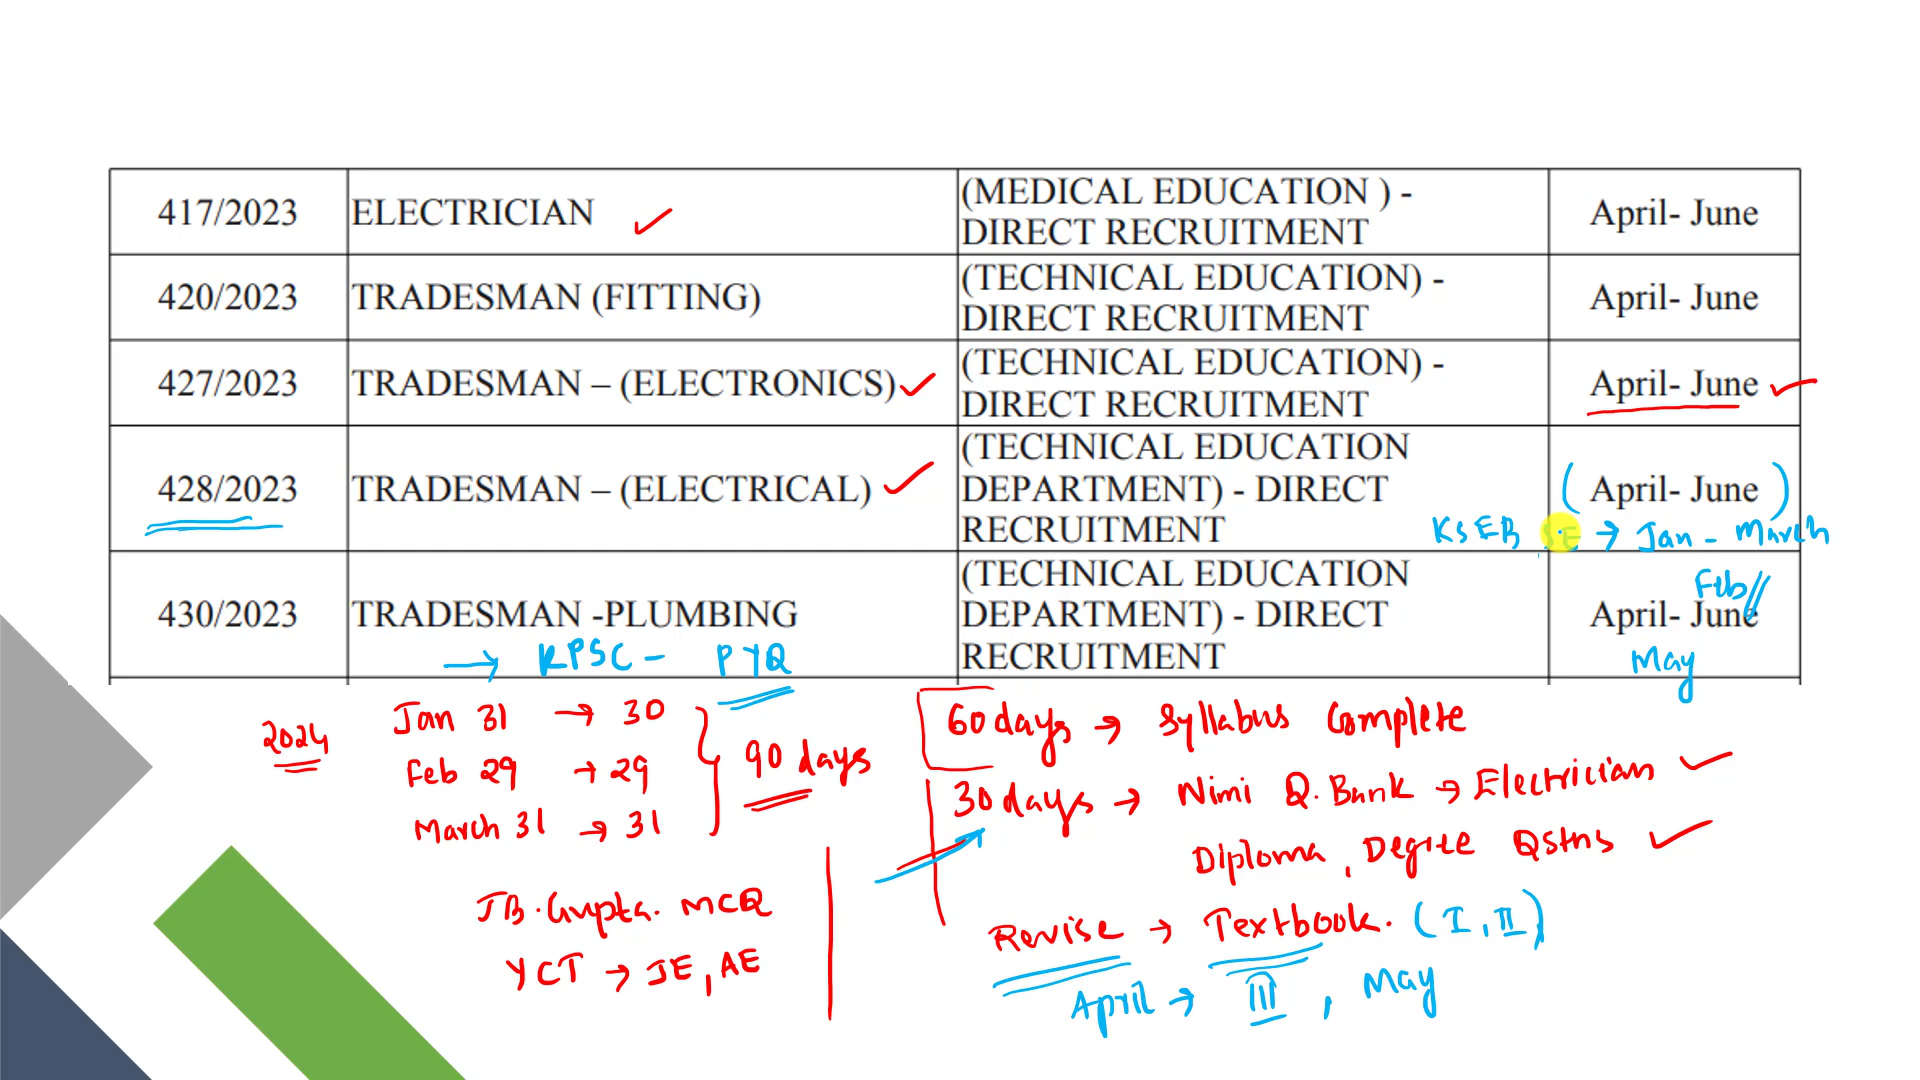 417/2023 ELECTRICIAN (MEDICAL EDUCATION ) - DIRECT RECRUITMENT April- June
420/2023 TRADESMAN (FITTING) (TECHNICAL EDUCATION) - DIRECT RECRUITMENT April- June
427/2023 TRADESMAN – (ELECTRONICS) (TECHNICAL EDUCATION) - DIRECT RECRUITMENT April- June
428/2023 TRADESMAN – (ELECTRICAL) (TECHNICAL EDUCATION DEPARTMENT) - DIRECT RECRUITMENT (April- June)
KSEB SE → Jan - March
Feb
430/2023 TRADESMAN -PLUMBING (TECHNICAL EDUCATION DEPARTMENT) - DIRECT RECRUITMENT April- June
May
→ KPSC - PYQ
2024
Jan 31 → 30
Feb 29 → 29
March 31 → 31
90 days
60 days → Syllabus Complete
30 days → Nimi Q. Bank → Electrician
Diploma, Degree Qstns
JB. Gupta. MCQ
YCT → JE, AE
Revise → Textbook. (I, II)
April → III, May